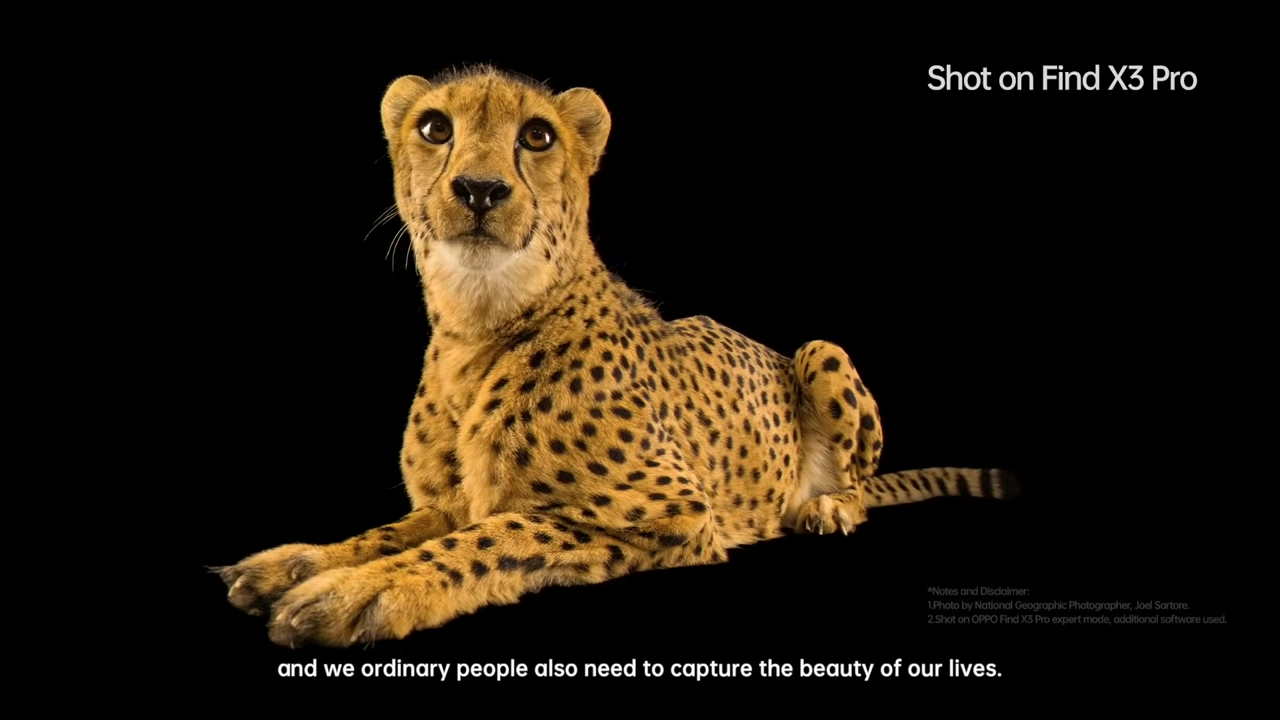 Shot on Find X3 Pro
*Notes and Disclaimer:
1.Photo by National Geographic Photographer, Joel Sartore.
2.Shot on OPPO Find X3 Pro expert mode, additional software used.
and we ordinary people also need to capture the beauty of our lives.